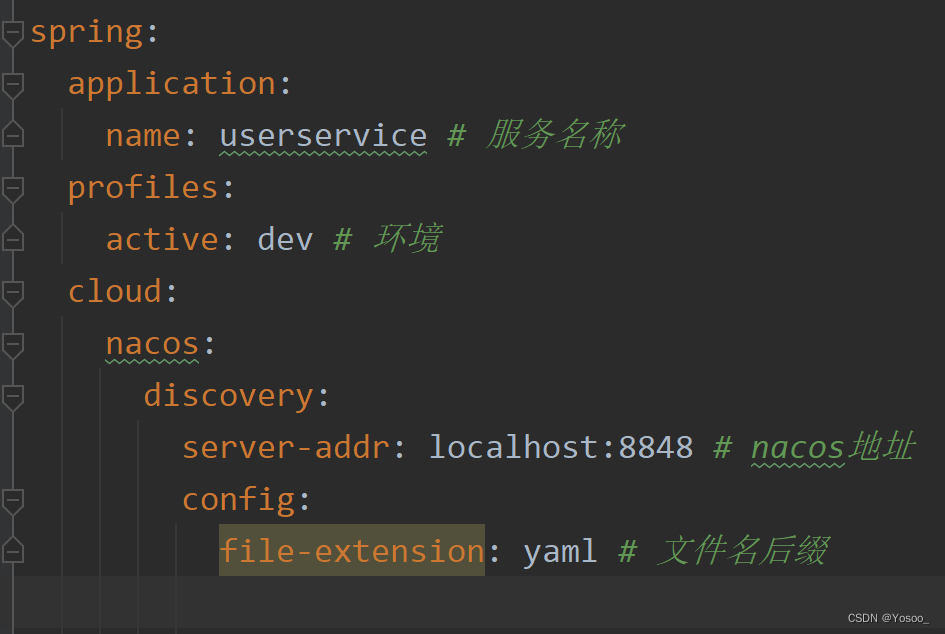 spring:
  application:
    name: userservice # 服务名称
  profiles:
    active: dev # 环境
  cloud:
    nacos:
      discovery:
        server-addr: localhost:8848 # nacos地址
        config:
          file-extension: yaml # 文件名后缀
CSDN @Yosoo_